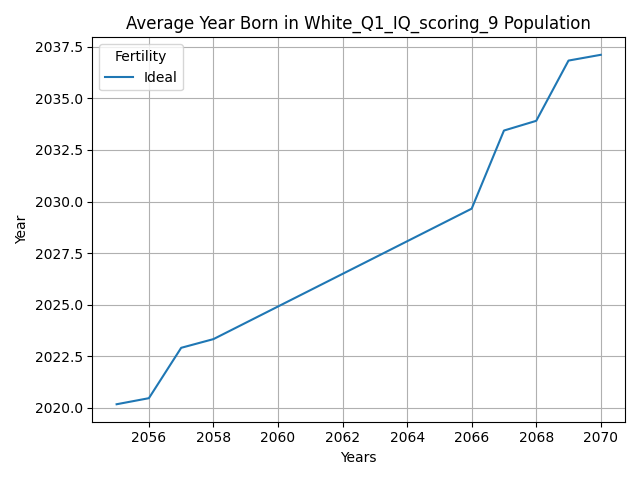 Average Year Born in White_Q1_IQ_scoring_9 Population
Fertility
Ideal
2037.5
2035.0
2032.5
2030.0
2027.5
2025.0
2022.5
2020.0
Year
2056 2058 2060 2062 2064 2066 2068 2070
Years